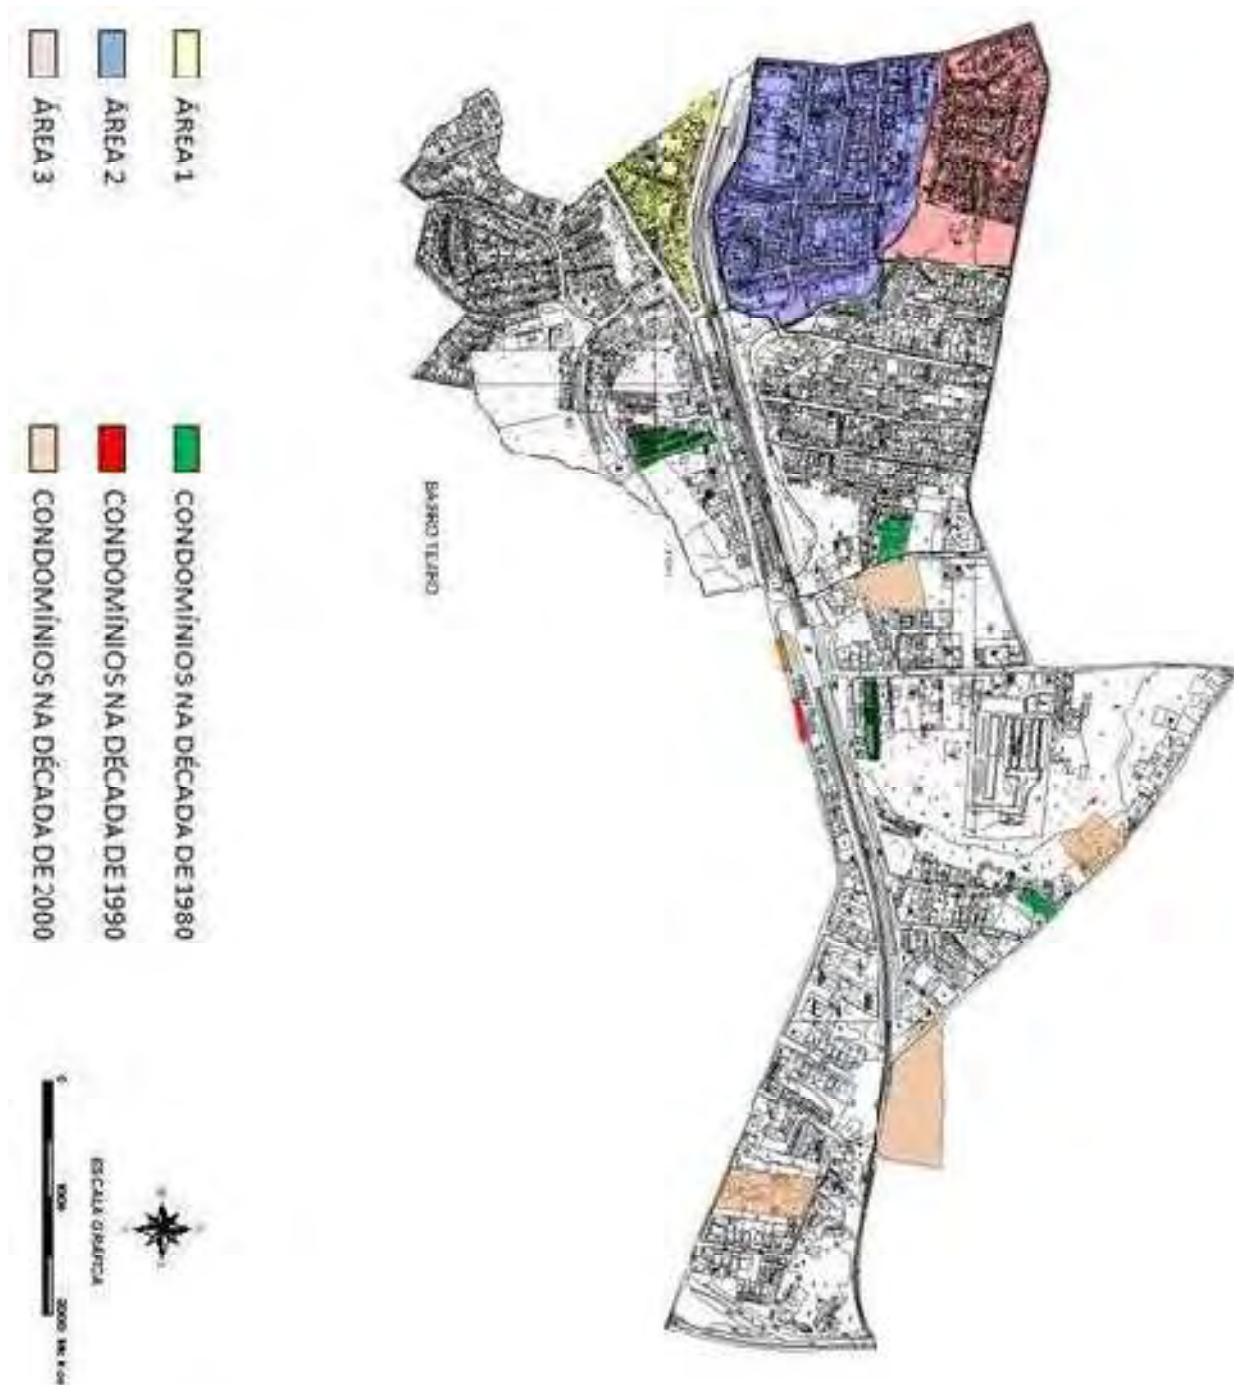 ÁREA 1
ÁREA 2
ÁREA 3
CONDOMÍNIOS NA DÉCADA DE 1980
CONDOMÍNIOS NA DÉCADA DE 1990
CONDOMÍNIOS NA DÉCADA DE 2000
ESCALA GRÁFICA
0 1000 2000